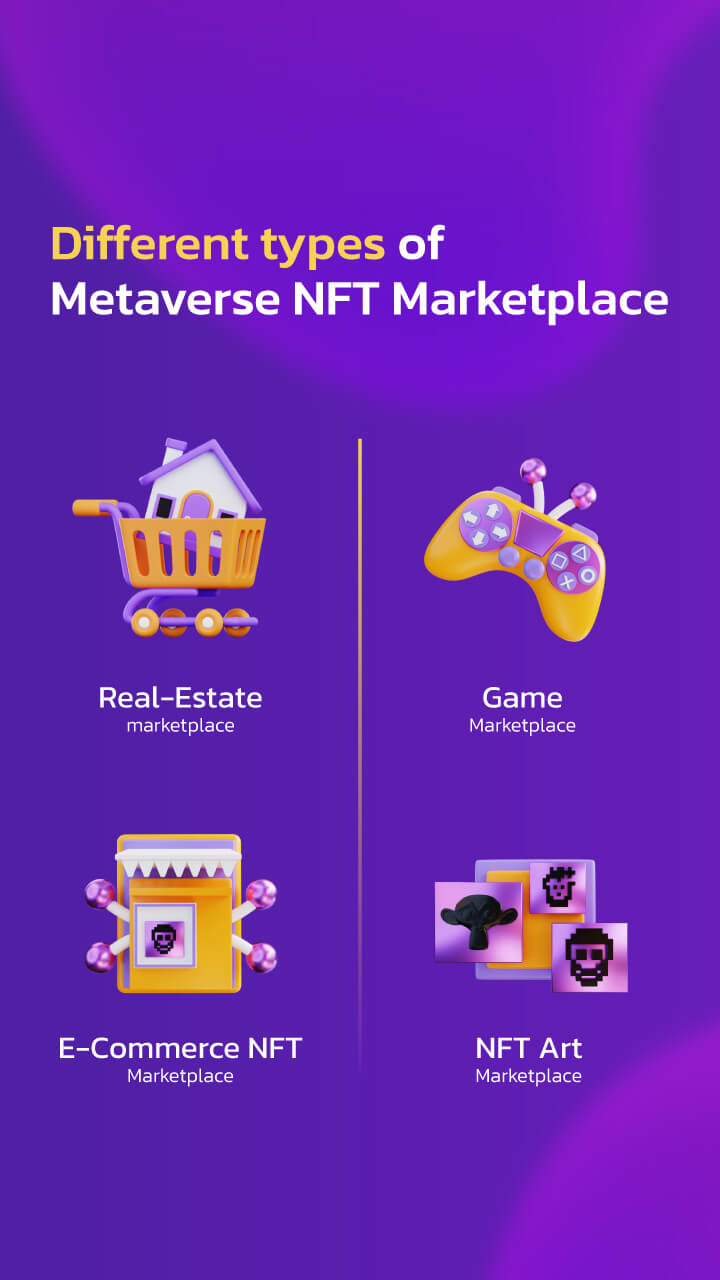 Different types of
Metaverse NFT Marketplace
Real-Estate
marketplace
Game
Marketplace
E-Commerce NFT
Marketplace
NFT Art
Marketplace